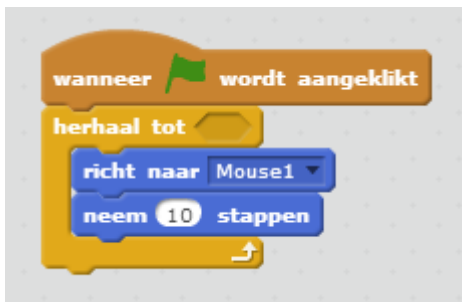 wanneer wordt aangeklikt
herhaal tot
richt naar Mouse1
neem 10 stappen